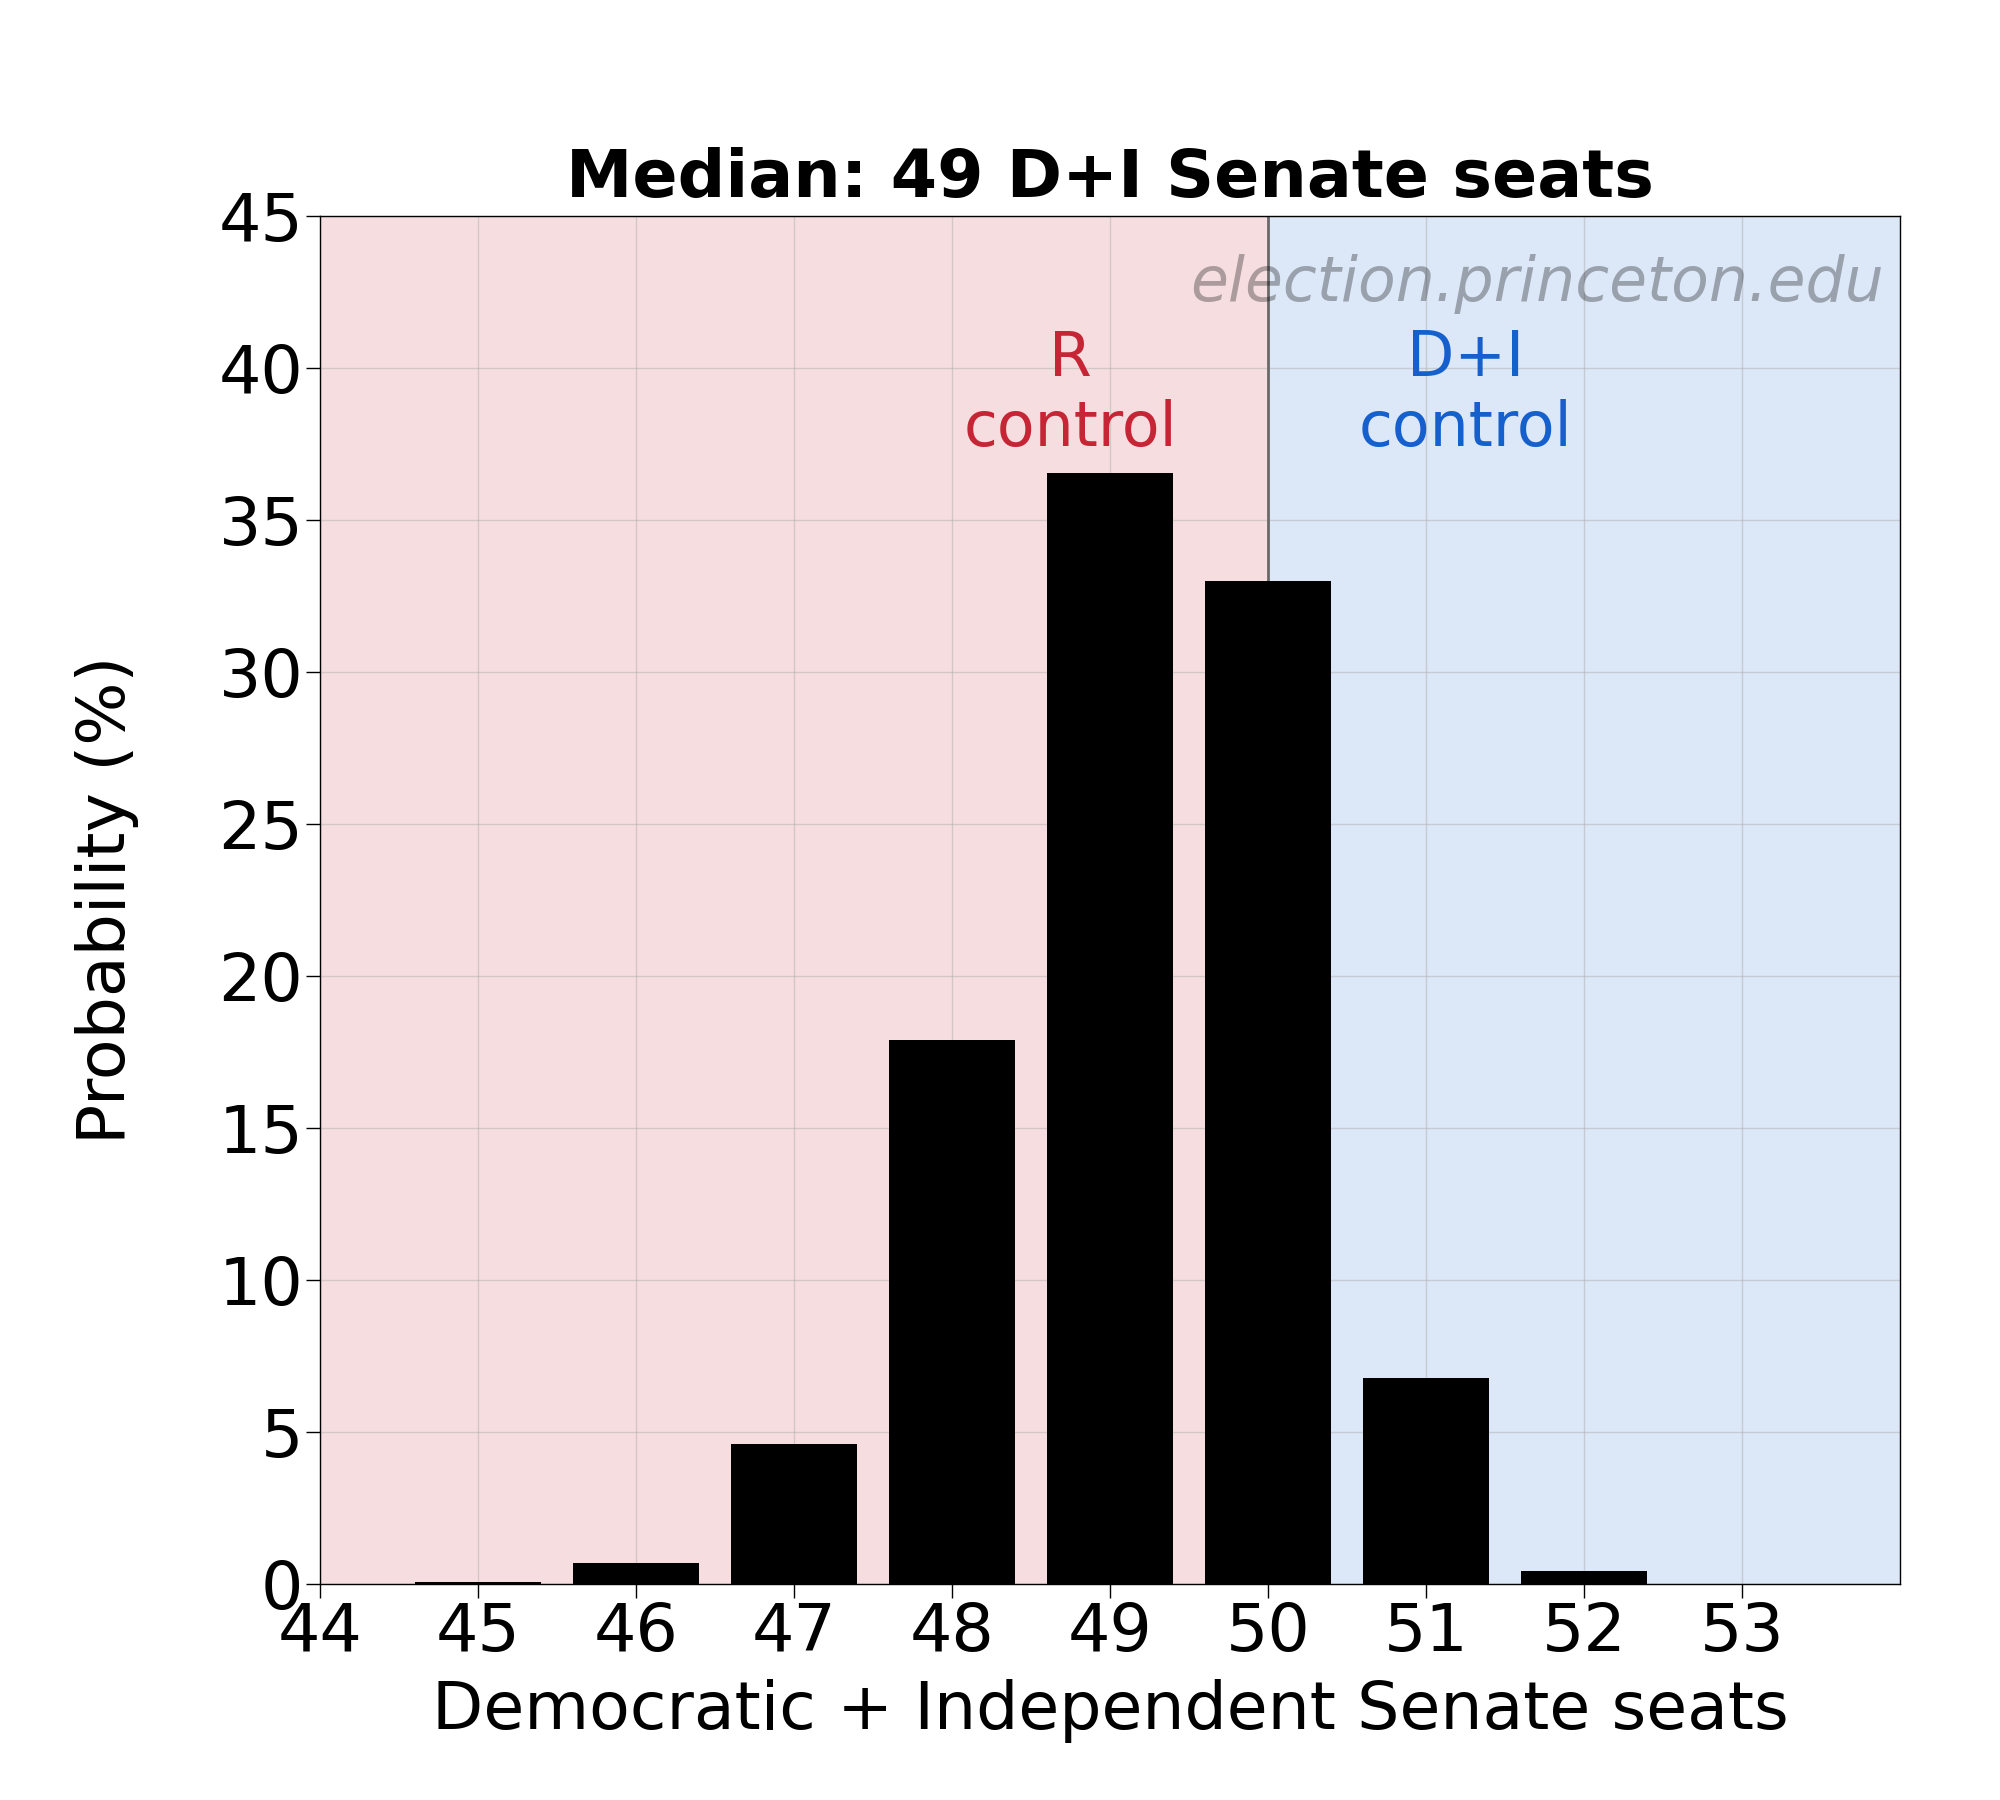 Median: 49 D+I Senate seats
election.princeton.edu
R
control
D+I
control
45
40
35
30
25
20
15
10
5
0
Probability (%)
44 45 46 47 48 49 50 51 52 53
Democratic + Independent Senate seats